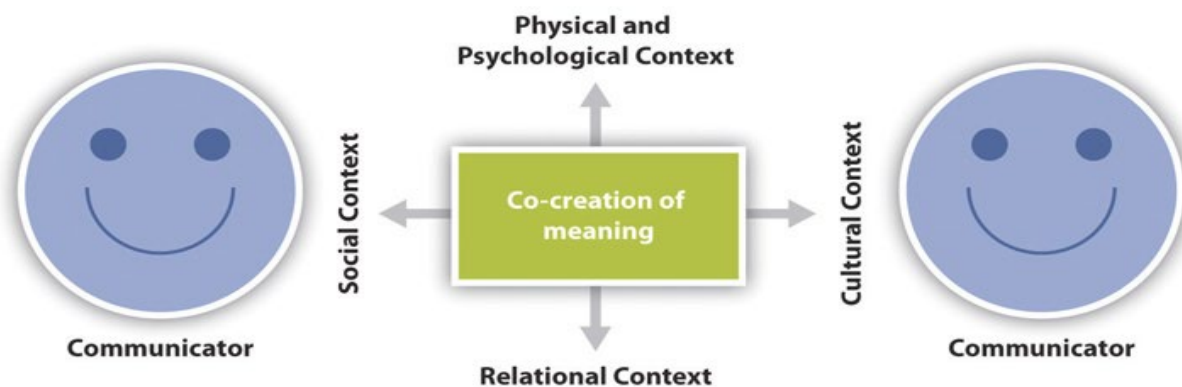 Physical and
Psychological Context
Social Context
Co-creation of
meaning
Cultural Context
Communicator
Communicator
Relational Context